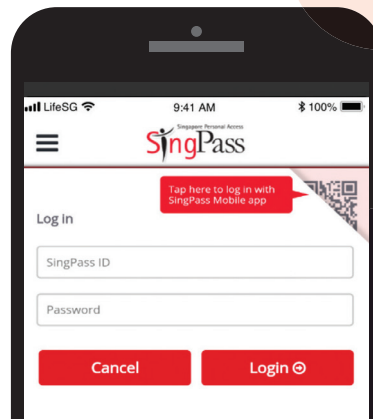 LifeSG 9:41 AM 100%
Singapore Personal Access
SingPass
Tap here to log in with
SingPass Mobile app
Log in
SingPass ID
Password
Cancel Login